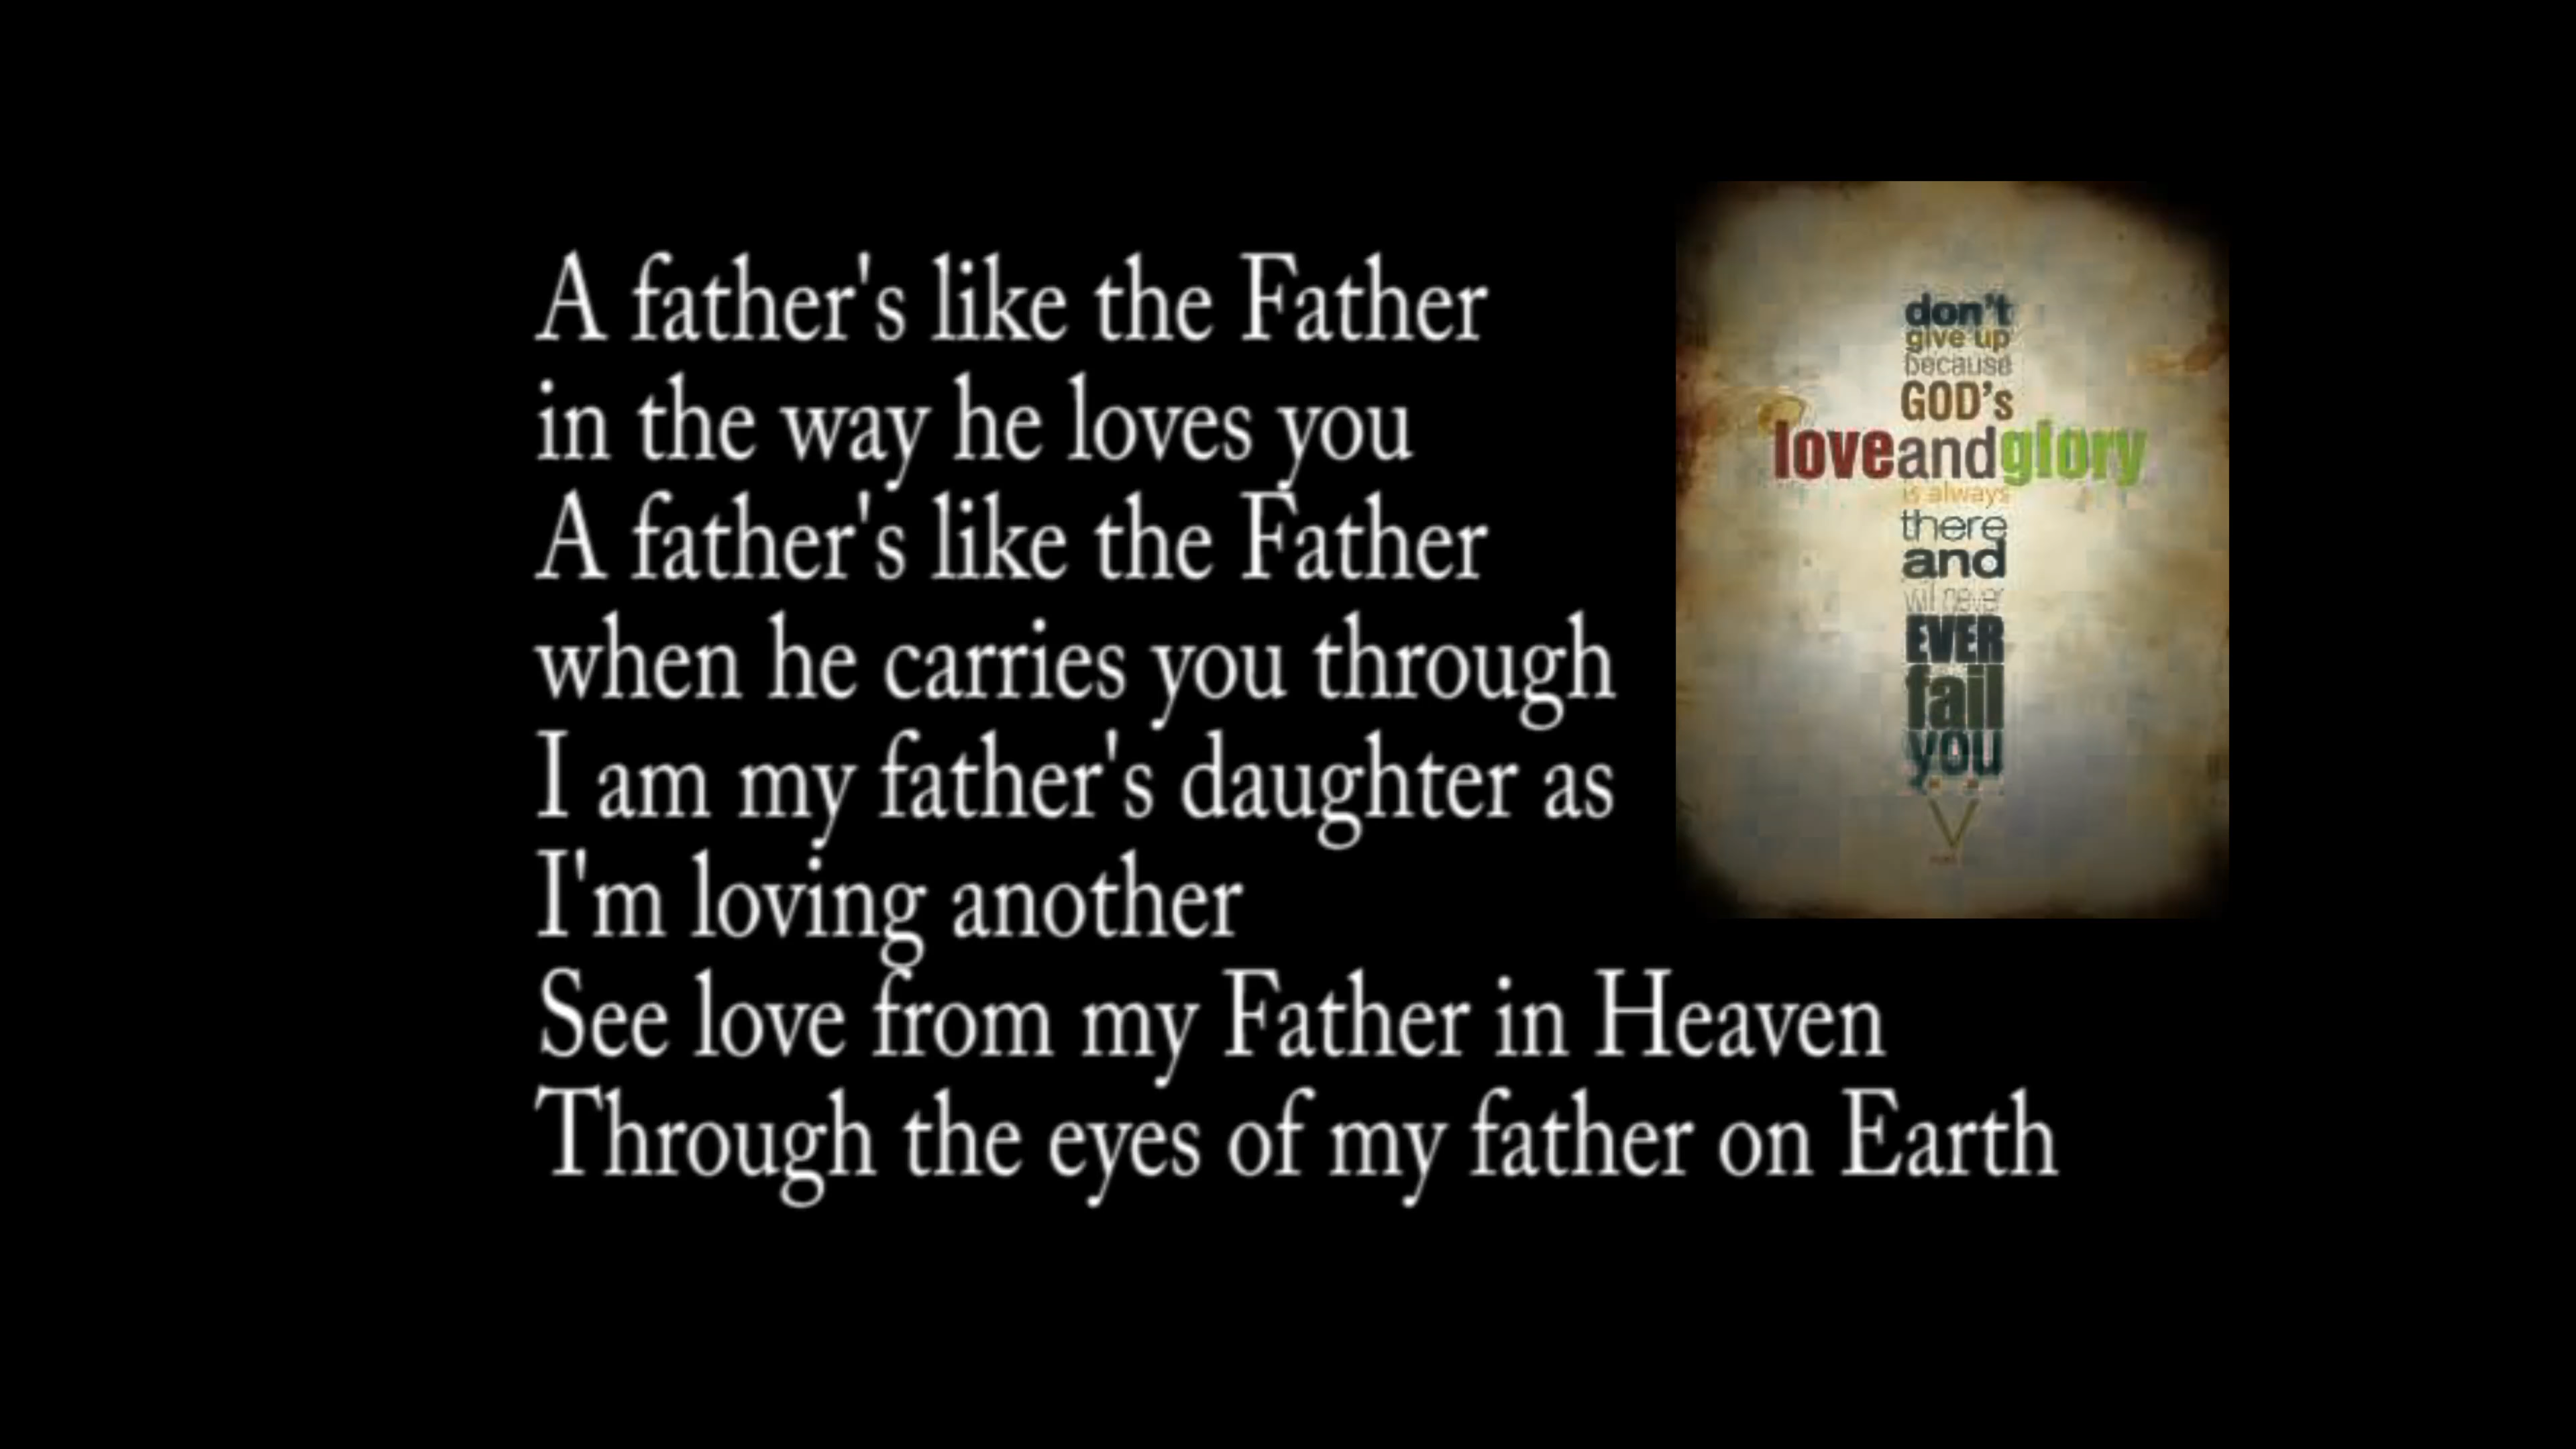 A father's like the Father
in the way he loves you
A father's like the Father
when he carries you through
I am my father's daughter as
I'm loving another
See love from my Father in Heaven
Through the eyes of my father on Earth
don't
give up
because
GOD's
loveandglory
is always
there
and
will never
EVER
fail
you